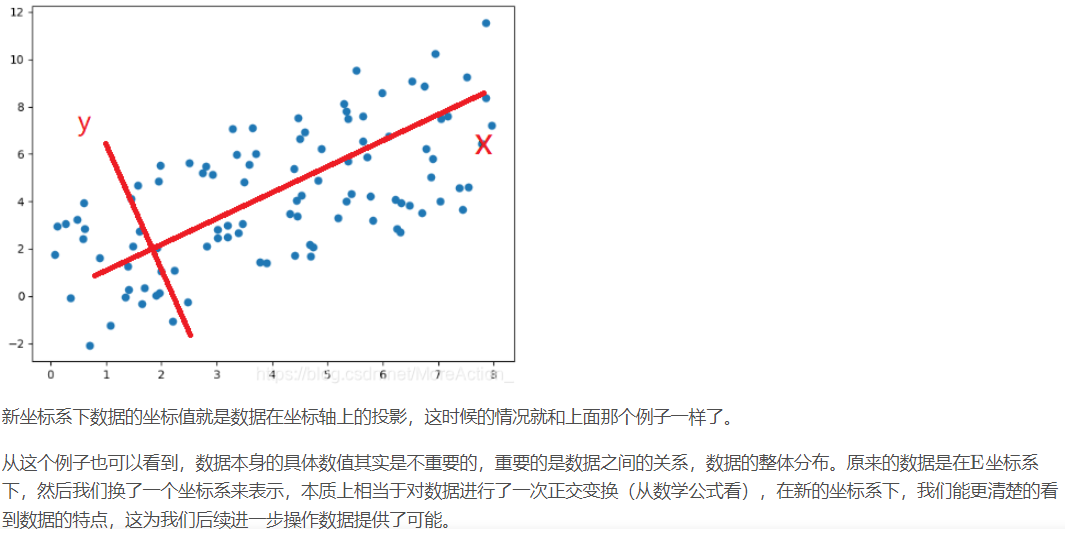 12
10
y
8
X
6
4
2
0
−2
0 1 2 3 4 5 6 7 8
https://blog.csdn.net/MoreAction_
新坐标系下数据的坐标值就是数据在坐标轴上的投影，这时候的情况就和上面那个例子一样了。
从这个例子也可以看到，数据本身的具体数值其实是不重要的，重要的是数据之间的关系，数据的整体分布。原来的数据是在E坐标系
下，然后我们换了一个坐标系来表示，本质上相当于对数据进行了一次正交变换（从数学公式看），在新的坐标系下，我们能更清楚的看
到数据的特点，这为我们后续进一步操作数据提供了可能。